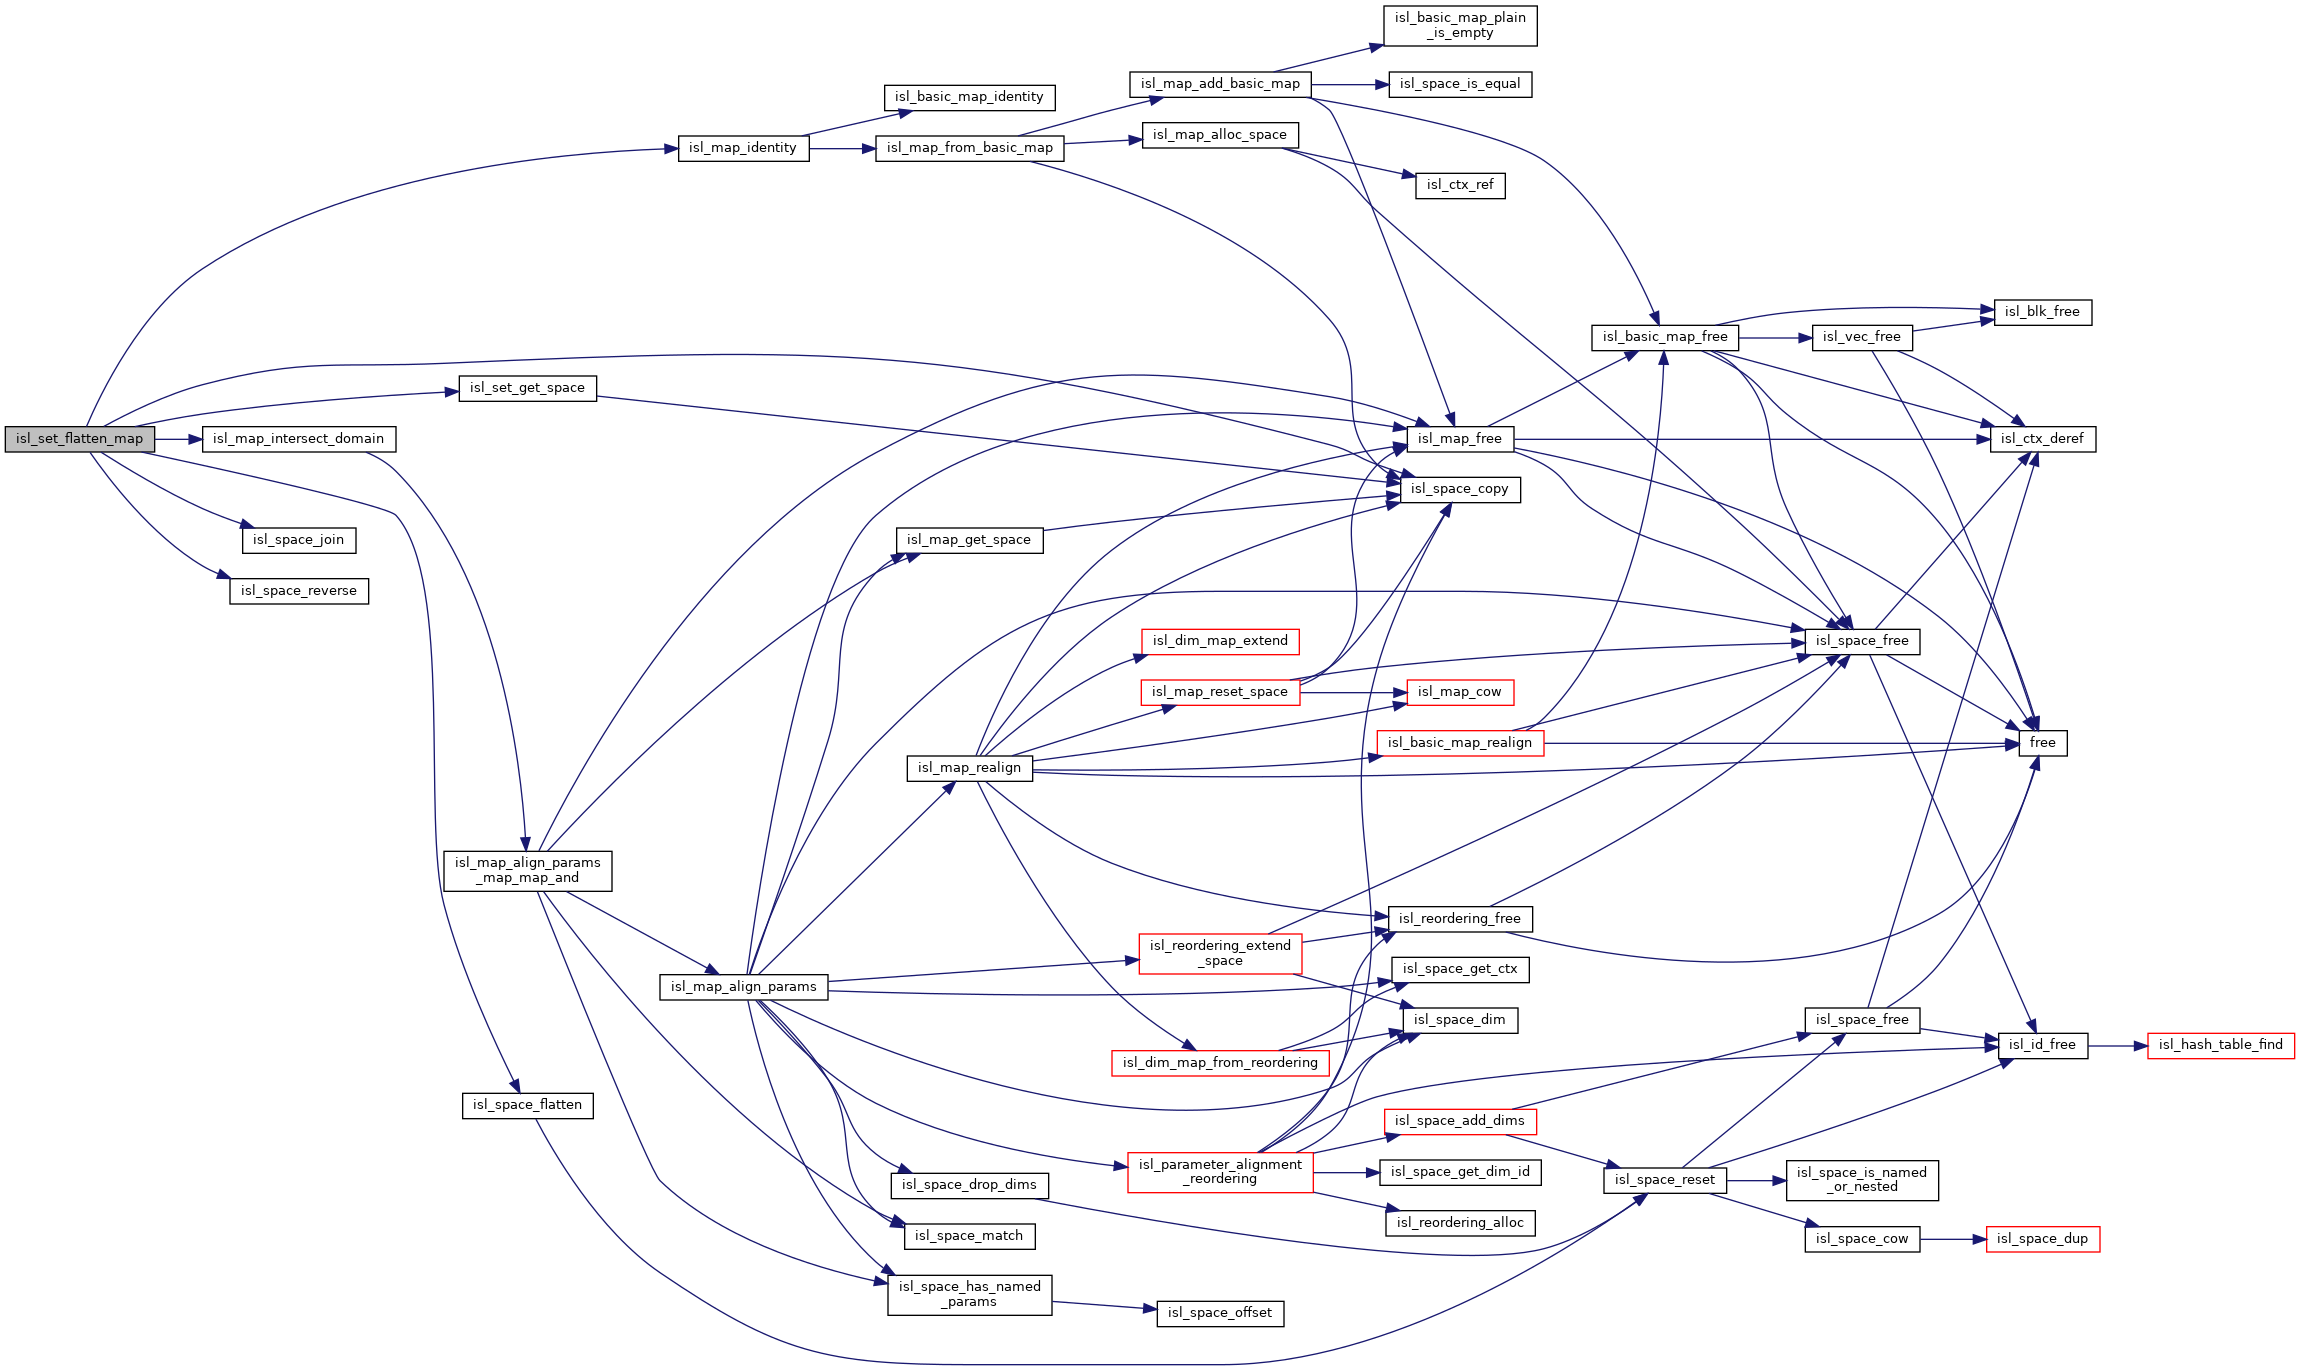 isl_set_flatten_map
isl_map_identity
isl_basic_map_identity
isl_map_from_basic_map
isl_map_add_basic_map
isl_basic_map_plain
_is_empty
isl_space_is_equal
isl_map_alloc_space
isl_ctx_ref
isl_set_get_space
isl_map_intersect_domain
isl_space_join
isl_space_reverse
isl_map_free
isl_space_copy
isl_basic_map_free
isl_vec_free
isl_blk_free
isl_ctx_deref
isl_map_get_space
isl_dim_map_extend
isl_map_reset_space
isl_map_cow
isl_basic_map_realign
isl_space_free
free
isl_map_realign
isl_map_align_params
_map_map_and
isl_map_align_params
isl_reordering_free
isl_reordering_extend
_space
isl_space_get_ctx
isl_space_dim
isl_dim_map_from_reordering
isl_space_free
isl_id_free
isl_hash_table_find
isl_space_flatten
isl_space_add_dims
isl_parameter_alignment
_reordering
isl_space_get_dim_id
isl_reordering_alloc
isl_space_drop_dims
isl_space_match
isl_space_has_named
_params
isl_space_offset
isl_space_reset
isl_space_is_named
_or_nested
isl_space_cow
isl_space_dup